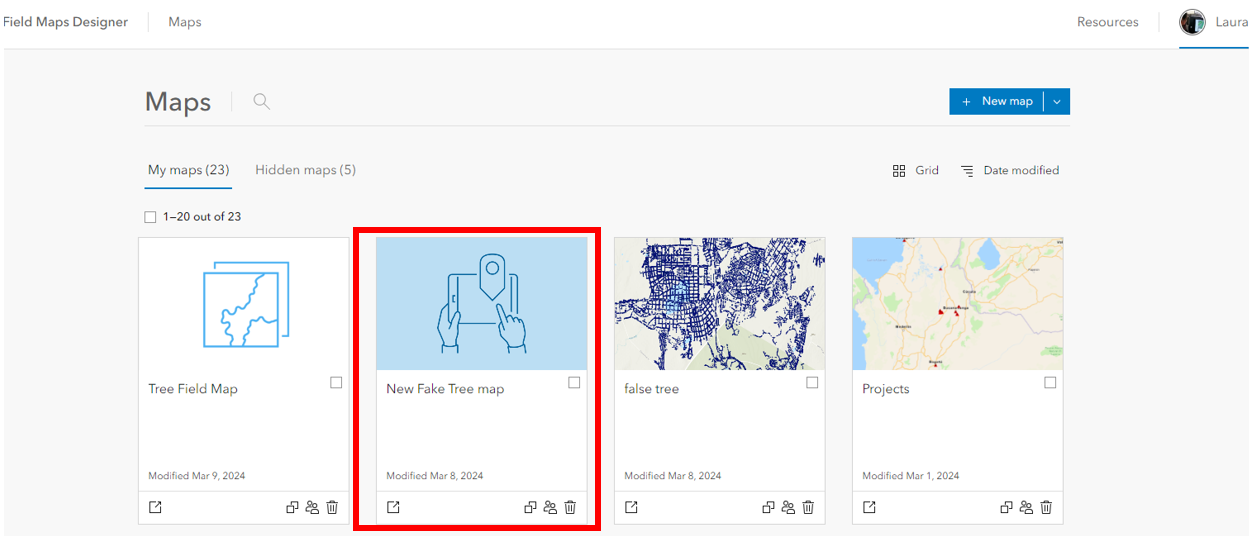 Field Maps Designer Maps Resources Laura
Maps
+ New map
My maps (23) Hidden maps (5) Grid Date modified
1–20 out of 23
Tree Field Map
Modified Mar 9, 2024
New Fake Tree map
Modified Mar 8, 2024
false tree
Modified Mar 8, 2024
Projects
Modified Mar 1, 2024